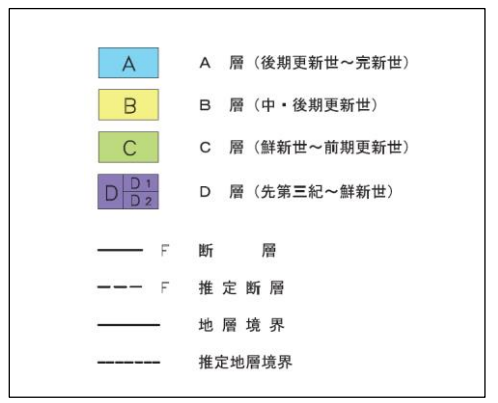 A A 層（後期更新世～完新世）
B B 層（中・後期更新世）
C C 層（鮮新世～前期更新世）
D D1 D2 D 層（先第三紀～鮮新世）
F 断 層
F 推定断層
地層境界
推定地層境界